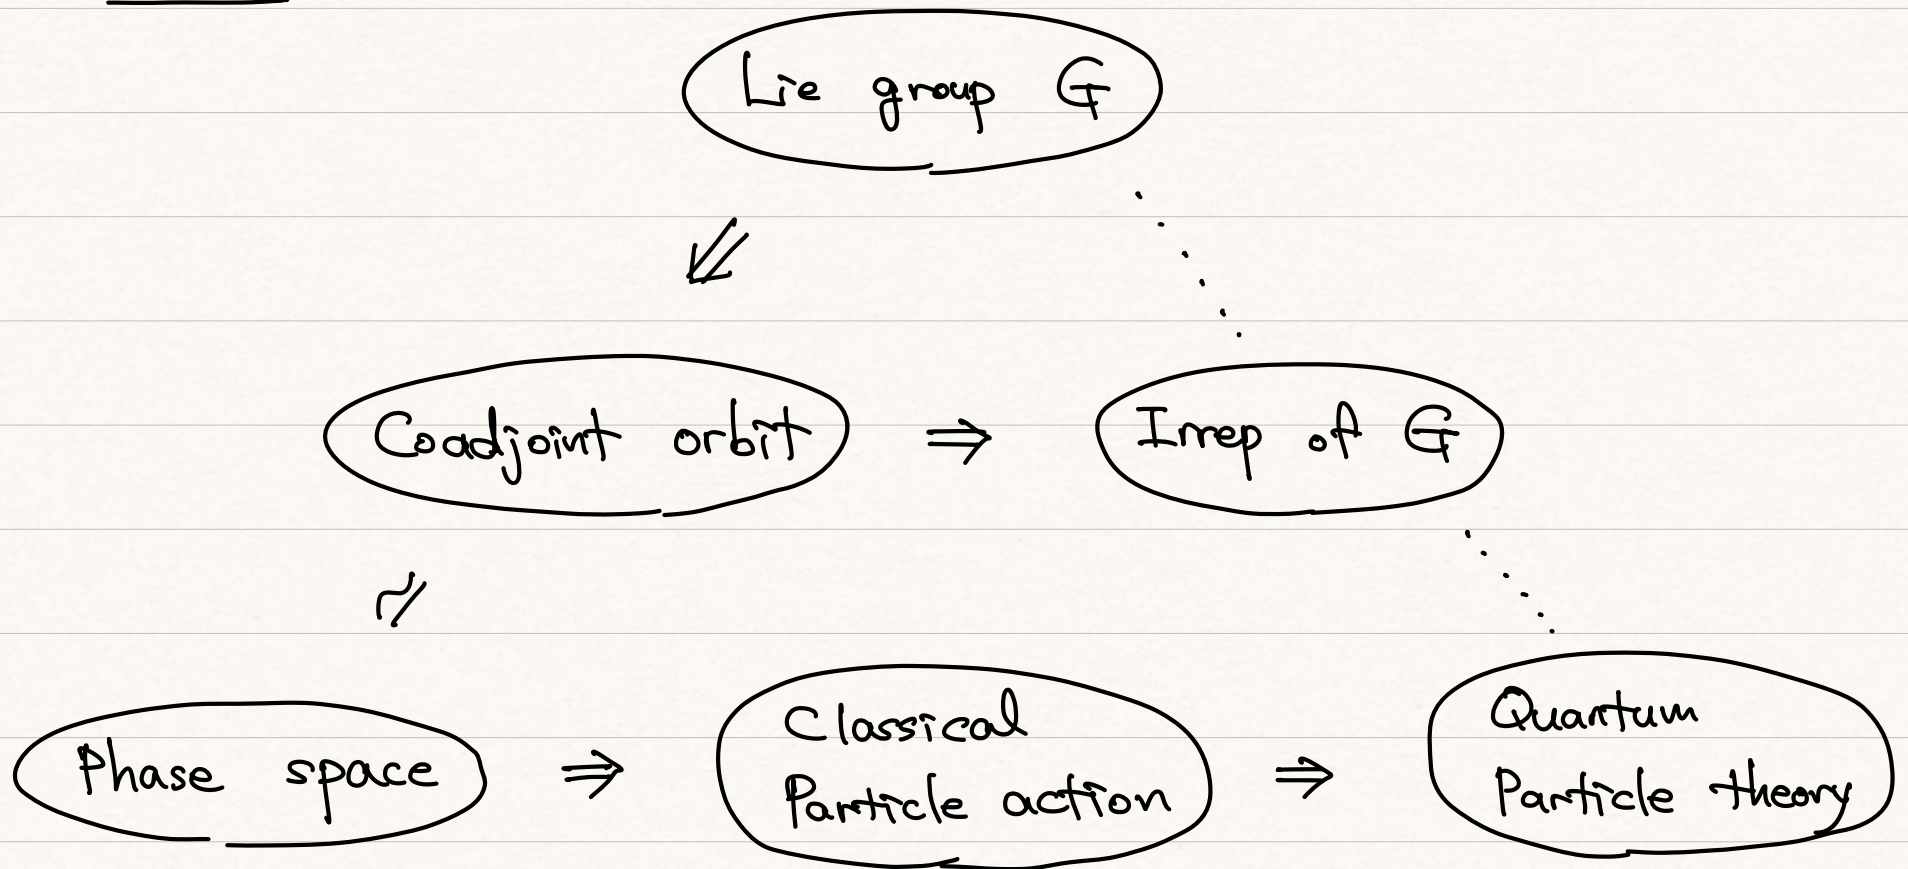 Lie group G
Coadjoint orbit ⇒ Irrep of G
Phase space ⇒ Classical Particle action ⇒ Quantum Particle theory